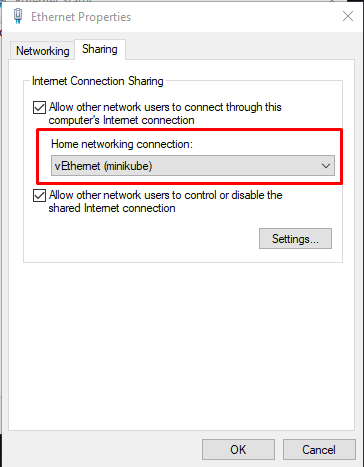 Ethernet Properties
Networking
Sharing
Internet Connection Sharing
Allow other network users to connect through this
computer's Internet connection
Home networking connection:
vEthernet (minikube)
Allow other network users to control or disable the
shared Internet connection
Settings...
OK
Cancel